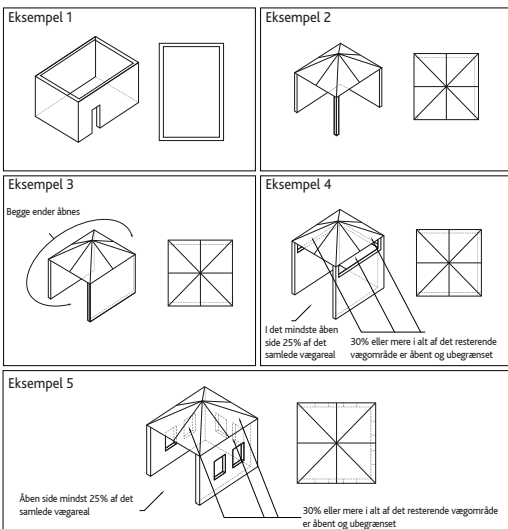 Eksempel 1
Eksempel 2
Eksempel 3
Begge ender åbnes
Eksempel 4
I det mindste åben
side 25% af det
samlede vægareal
30% eller mere i alt af det resterende
vægområde er åbent og ubegrænset
Eksempel 5
Åben side mindst 25% af det
samlede vægareal
30% eller mere i alt af det resterende vægområde
er åbent og ubegrænset